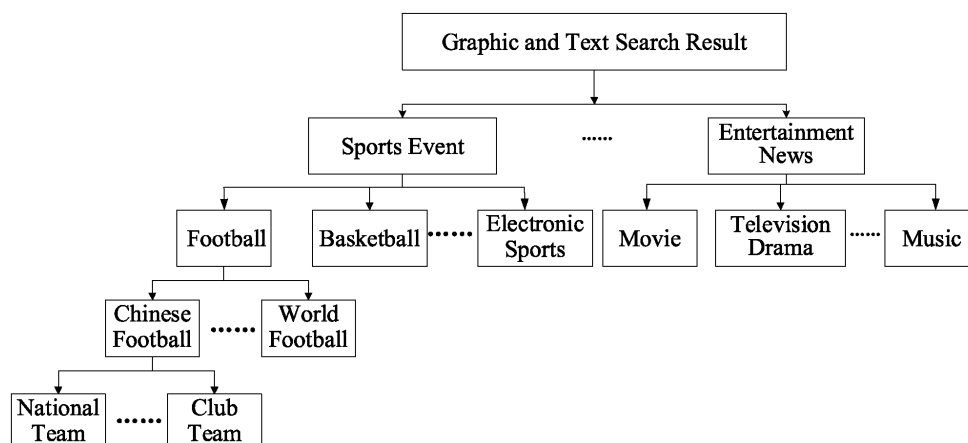 Graphic and Text Search Result
Sports Event
......
Entertainment
News
Football
Basketball
......
Electronic
Sports
Movie
Television
Drama
......
Music
Chinese
Football
......
World
Football
National
Team
......
Club
Team